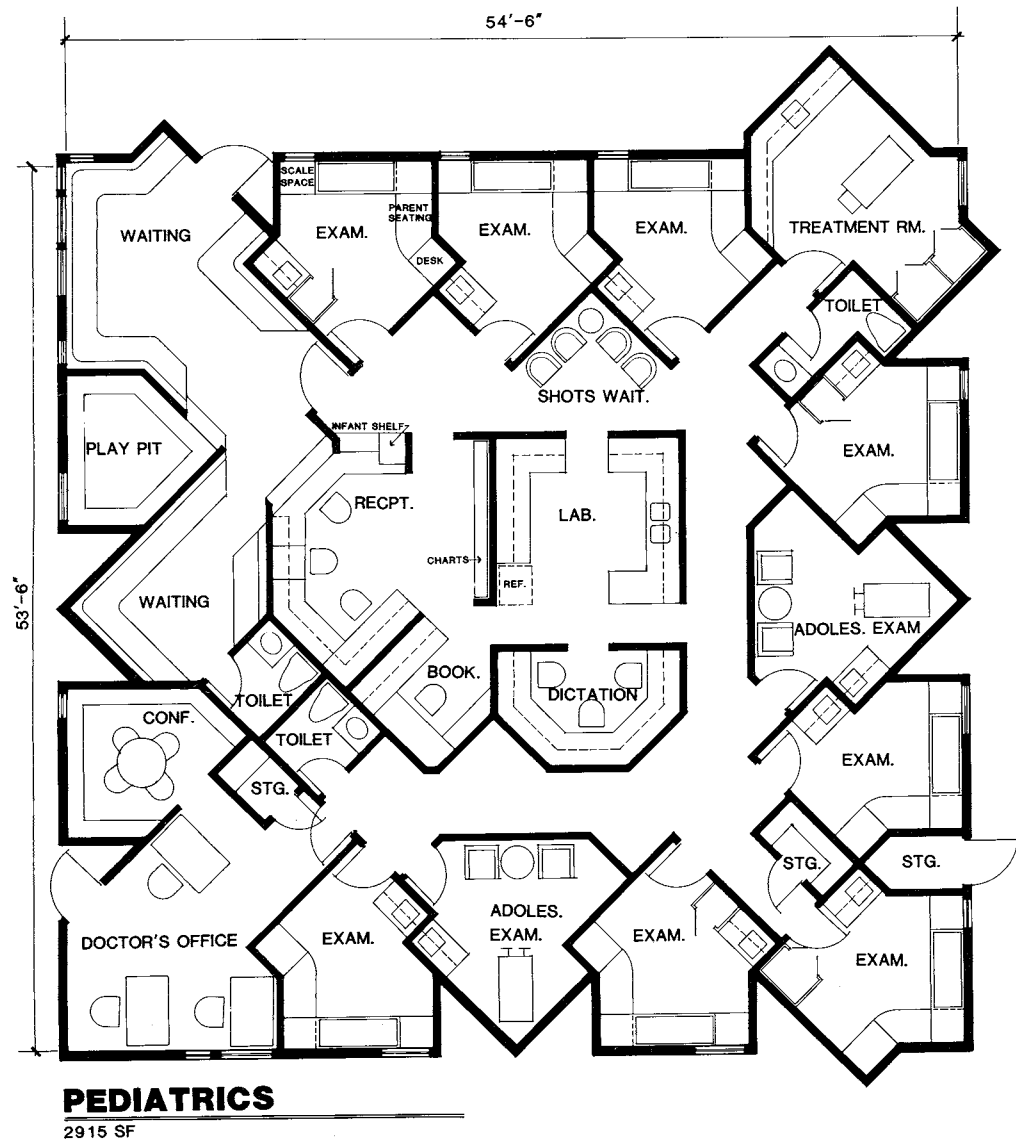 54'-6"
SCALE
SPACE
PARENT
SEATING
WAITING
EXAM.
EXAM.
EXAM.
TREATMENT RM.
DESK
TOILET
SHOTS WAIT.
INFANT SHELF
PLAY PIT
EXAM.
RECPT.
LAB.
CHARTS
REF.
53'-6"
WAITING
ADOLES. EXAM
BOOK.
DICTATION
TOILET
CONF.
TOILET
EXAM.
STG.
STG.
STG.
DOCTOR'S OFFICE
EXAM.
ADOLES.
EXAM.
EXAM.
EXAM.
PEDIATRICS
2915 SF